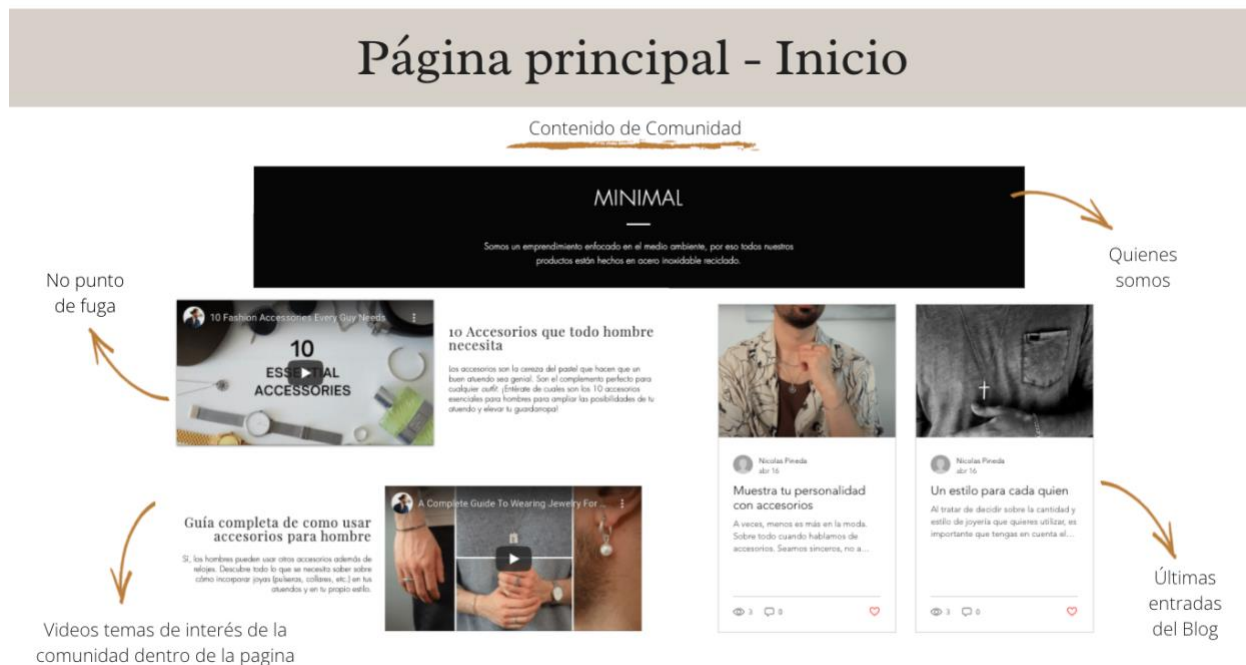 Página principal - Inicio
Contenido de Comunidad
MINIMAL
Somos un emprendimiento enfocado en el medio ambiente, por eso todos nuestros
productos están hechos en acero inoxidable reciclado.
Quienes
somos
No punto
de fuga
10 Fashion Accessories Every Guy Needs
10
ESSENTIAL
ACCESSORIES
10 Accesorios que todo hombre
necesita
Los accesorios son la cereza del pastel que hacen que un
buen atuendo sea genial. Son el complemento perfecto para
cualquier outfit. ¡Entérate de cuales son los 10 accesorios
esenciales para hombres para ampliar las posibilidades de tu
atuendo y elevar tu guardarropa!
Guía completa de como usar
accesorios para hombre
Sí, los hombres pueden usar otros accesorios además de
relojes. Descubre todo lo que se necesita saber sobre
cómo incorporar joyas (pulseras, collares, etc.) en tus
atuendos y en tu propio estilo.
A Complete Guide To Wearing Jewelry For ...
Videos temas de interés de la
comunidad dentro de la pagina
Nicolas Pineda
abr 16
Muestra tu personalidad
con accesorios
A veces, menos es más en la moda.
Sobre todo cuando hablamos de
accesorios. Seamos sinceros, no a...
3 0
Nicolas Pineda
abr 16
Un estilo para cada quien
Al tratar de decidir sobre la cantidad y
estilo de joyería que quieres utilizar, es
importante que tengas en cuenta el...
3 0
Últimas
entradas
del Blog